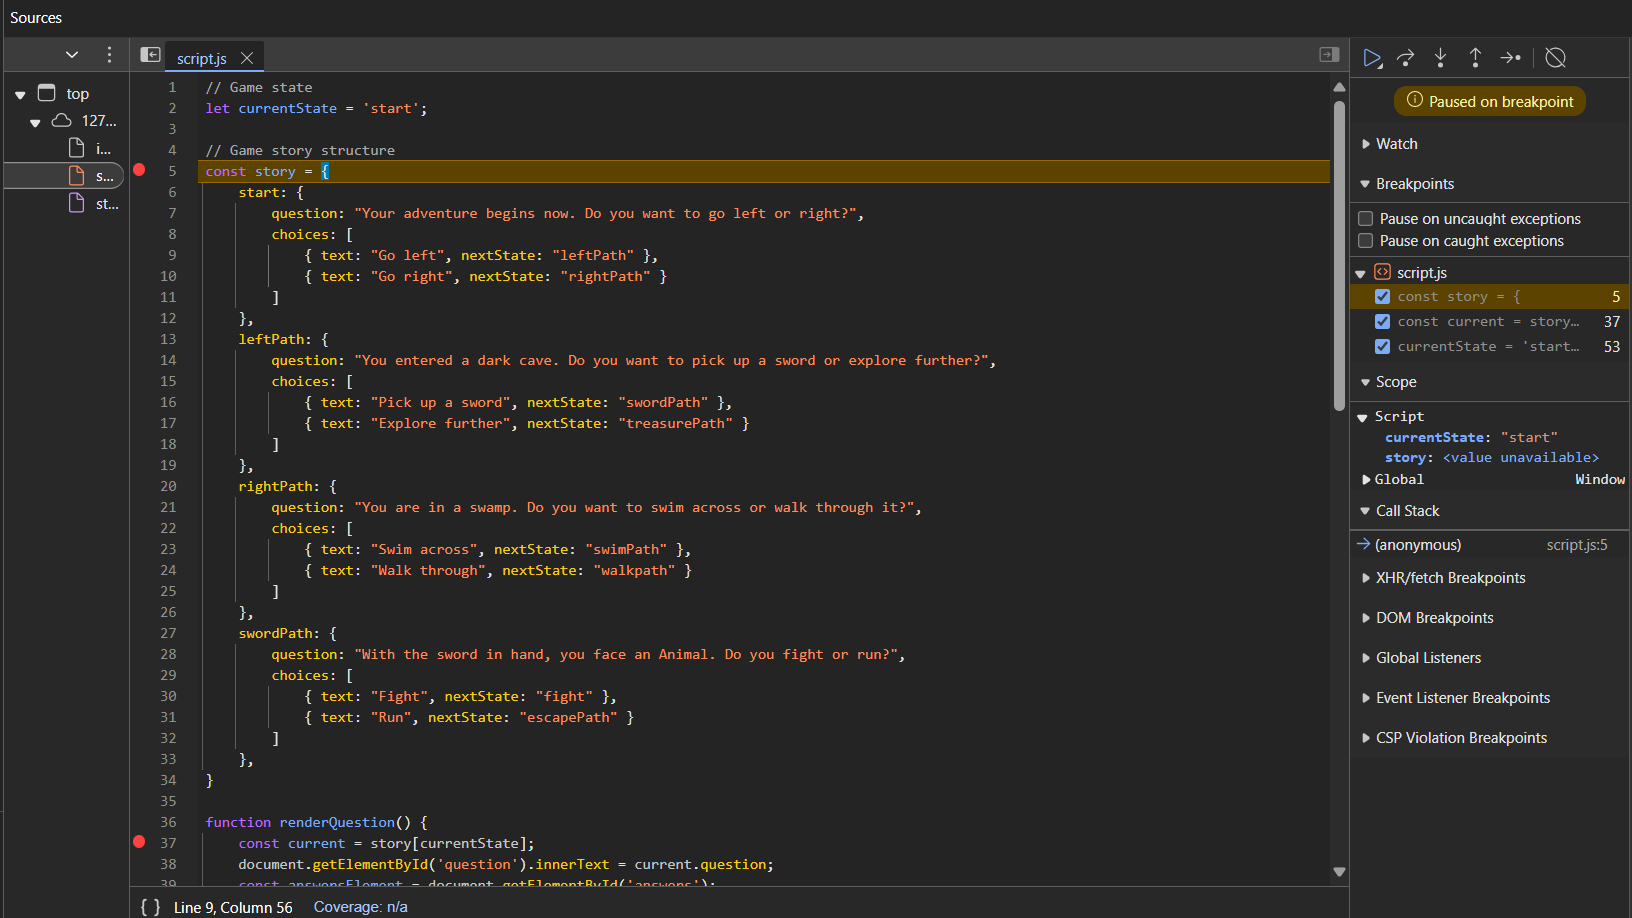 Sources
script.js
top
127...
i...
s...
st...
1 // Game state
2 let currentState = 'start';
3
4 // Game story structure
5 const story = {
6 start: {
7 question: "Your adventure begins now. Do you want to go left or right?",
8 choices: [
9 { text: "Go left", nextState: "leftPath" },
10 { text: "Go right", nextState: "rightPath" }
11 ]
12 },
13 leftPath: {
14 question: "You entered a dark cave. Do you want to pick up a sword or explore further?",
15 choices: [
16 { text: "Pick up a sword", nextState: "swordPath" },
17 { text: "Explore further", nextState: "treasurePath" }
18 ]
19 },
20 rightPath: {
21 question: "You are in a swamp. Do you want to swim across or walk through it?",
22 choices: [
23 { text: "Swim across", nextState: "swimPath" },
24 { text: "Walk through", nextState: "walkpath" }
25 ]
26 },
27 swordPath: {
28 question: "With the sword in hand, you face an Animal. Do you fight or run?",
29 choices: [
30 { text: "Fight", nextState: "fight" },
31 { text: "Run", nextState: "escapePath" }
32 ]
33 },
34 }
35
36 function renderQuestion() {
37 const current = story[currentState];
38 document.getElementById('question').innerText = current.question;
39 const answersElement = document.getElementById('answers');
{ } Line 9, Column 56 Coverage: n/a
Paused on breakpoint
Watch
Breakpoints
Pause on uncaught exceptions
Pause on caught exceptions
script.js
const story = { 5
const current = story… 37
currentState = 'start… 53
Scope
Script
currentState: "start"
story: <value unavailable>
Global Window
Call Stack
(anonymous) script.js:5
XHR/fetch Breakpoints
DOM Breakpoints
Global Listeners
Event Listener Breakpoints
CSP Violation Breakpoints